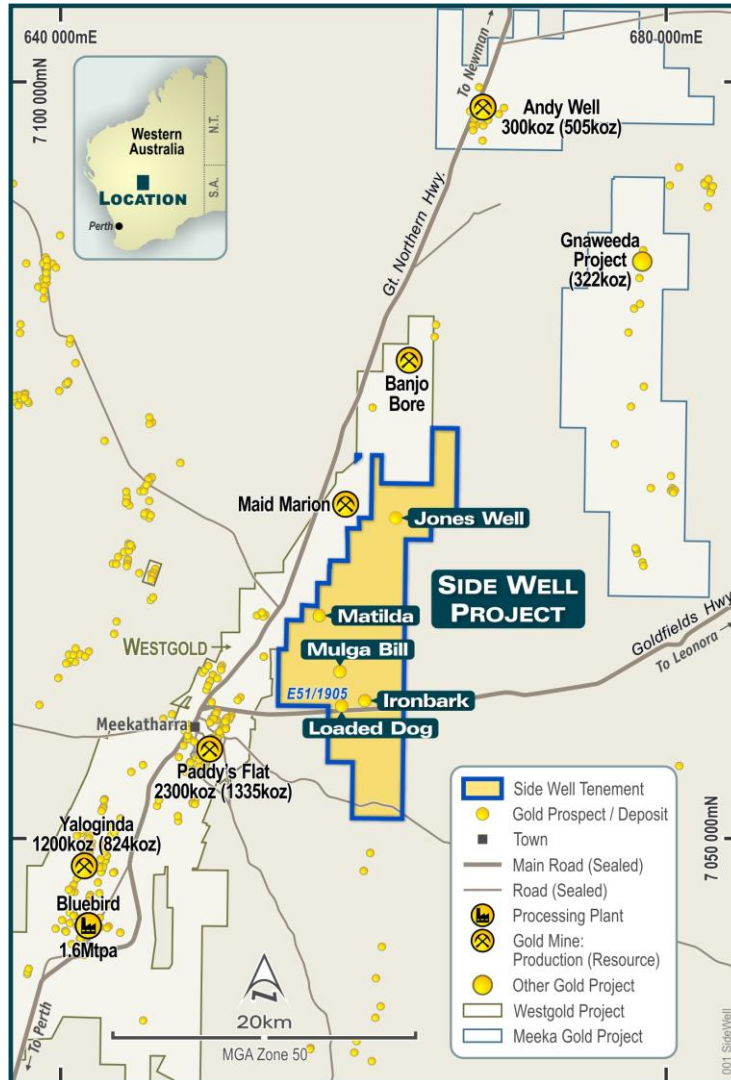 640 000mE
680 000mE
7 100 000mN
To Newman
Western
Australia
N.T.
S.A.
LOCATION
Perth
Andy Well
300koz (505koz)
Gt. Northern Hwy.
Gnaweeda
Project
(322koz)
Banjo
Bore
Maid Marion
Jones Well
SIDE WELL
PROJECT
Matilda
Goldfields Hwy
To Leonora
WESTGOLD
Mulga Bill
E51/1905
Ironbark
Loaded Dog
Meekatharra
Paddy's Flat
2300koz (1335koz)
Yaloginda
1200koz (824koz)
Bluebird
1.6Mtpa
7 050 000mN
Side Well Tenement
Gold Prospect / Deposit
Town
Main Road (Sealed)
Road (Sealed)
Processing Plant
Gold Mine:
Production (Resource)
Other Gold Project
Westgold Project
Meeka Gold Project
N
20km
MGA Zone 50
To Perth
001 SideWell